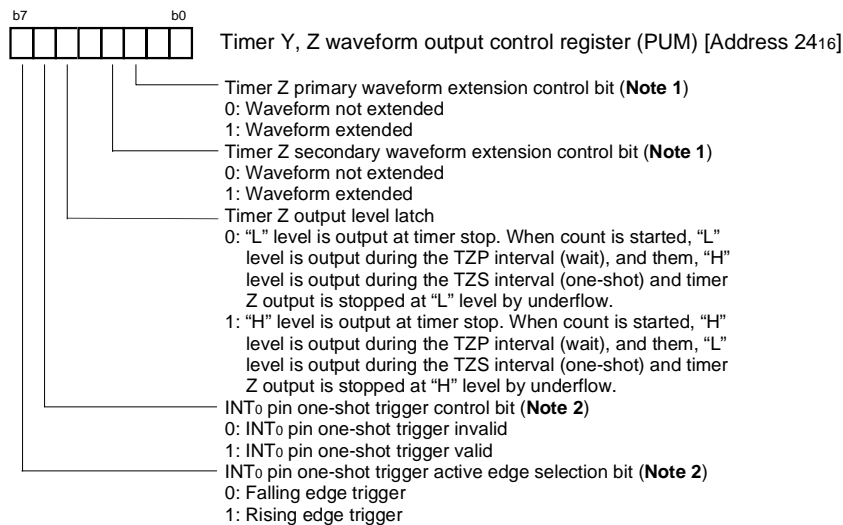 b7 b0
Timer Y, Z waveform output control register (PUM) [Address 2416]
Timer Z primary waveform extension control bit (Note 1)
0: Waveform not extended
1: Waveform extended
Timer Z secondary waveform extension control bit (Note 1)
0: Waveform not extended
1: Waveform extended
Timer Z output level latch
0: “L” level is output at timer stop. When count is started, “L”
level is output during the TZP interval (wait), and them, “H”
level is output during the TZS interval (one-shot) and timer
Z output is stopped at “L” level by underflow.
1: “H” level is output at timer stop. When count is started, “H”
level is output during the TZP interval (wait), and them, “L”
level is output during the TZS interval (one-shot) and timer
Z output is stopped at “H” level by underflow.
INT0 pin one-shot trigger control bit (Note 2)
0: INT0 pin one-shot trigger invalid
1: INT0 pin one-shot trigger valid
INT0 pin one-shot trigger active edge selection bit (Note 2)
0: Falling edge trigger
1: Rising edge trigger